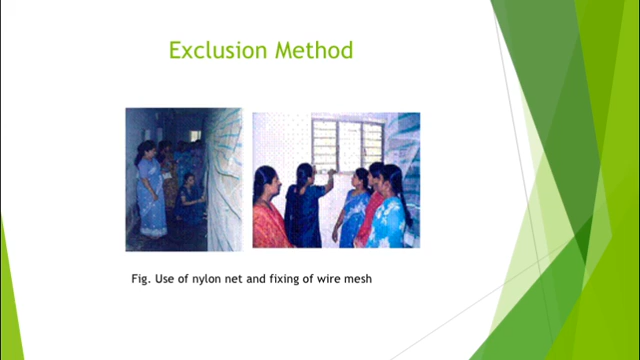 Exclusion Method
Fig. Use of nylon net and fixing of wire mesh